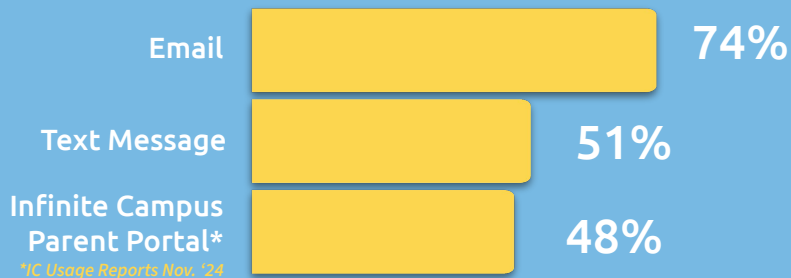 Email 74%
Text Message 51%
Infinite Campus
Parent Portal* 48%
*IC Usage Reports Nov. ‘24